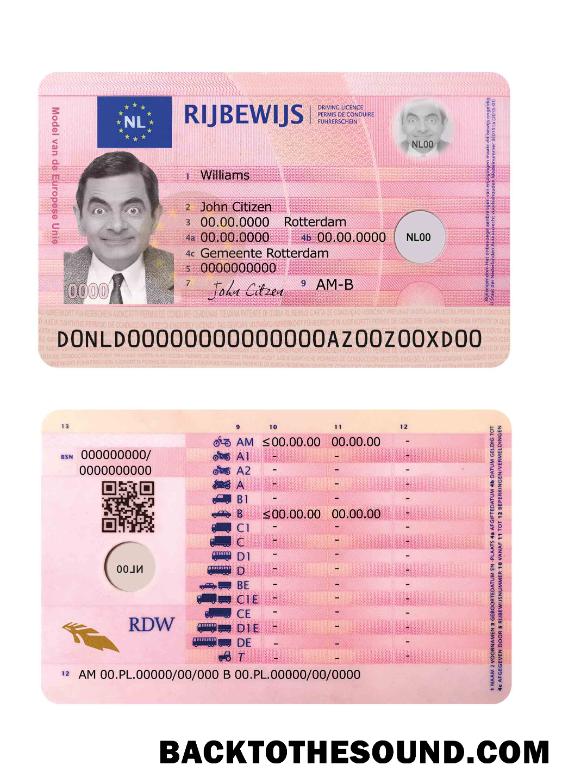 NL
RIJBEWIJS
DRIVING LICENCE
PERMIS DE CONDUIRE
FÜHRERSCHEIN
Model van de Europese Unie
NL00
1 Williams
2 John Citizen
3 00.00.0000 Rotterdam
4a 00.00.0000 4b 00.00.0000
NL00
4c Gemeente Rotterdam
5 0000000000
7 John Citzen 9 AM-B
0000
13
9 10 11 12
BSN 000000000/
0000000000
AM ≤00.00.00 00.00.00 -
A1 - - -
A2 - - -
A - - -
B1 - - -
B ≤00.00.00 00.00.00 -
C1 - - -
C - - -
D1 - - -
D - - -
BE - - -
C1E - - -
CE - - -
D1E - - -
DE - - -
T - - -
NL00
RDW
12 AM 00.PL.00000/00/000 B 00.PL.00000/00/0000
BACKTOTHESOUND.COM